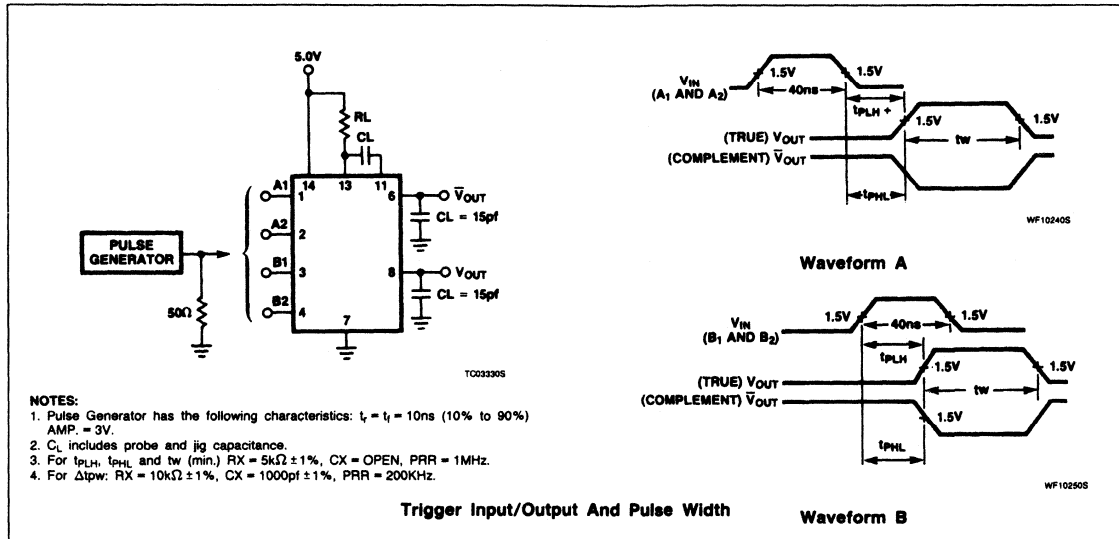 5.0V
RL
CL
14 13 11
A1
1
A2
2
B1
3
B2
4
6
V̅OUT
CL = 15pf
8
VOUT
CL = 15pf
7
PULSE
GENERATOR
50Ω
TC03330S
NOTES:
1. Pulse Generator has the following characteristics: tr = tf = 10ns (10% to 90%)
AMP. = 3V.
2. CL includes probe and jig capacitance.
3. For tPLH, tPHL and tw (min.) RX = 5kΩ ±1%, CX = OPEN, PRR = 1MHz.
4. For Δtpw: RX = 10kΩ ±1%, CX = 1000pf ±1%, PRR = 200KHz.
VIN
(A1 AND A2)
1.5V
1.5V
40ns
tPLH +
1.5V
1.5V
(TRUE) VOUT
tw
(COMPLEMENT) V̅OUT
tPHL
WF10240S
Waveform A
VIN
(B1 AND B2)
1.5V
1.5V
40ns
tPLH
1.5V
1.5V
(TRUE) VOUT
tw
(COMPLEMENT) V̅OUT
1.5V
tPHL
WF10250S
Trigger Input/Output And Pulse Width
Waveform B